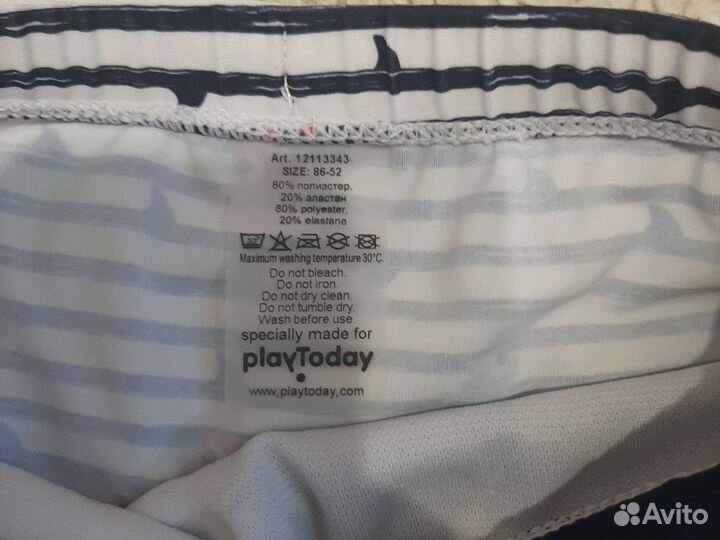 Art. 12113343
SIZE: 86-52
80% полиэстер,
20% эластан
80% polyester,
20% elastane
30°
Maximum washing temperature 30°C.
Do not bleach.
Do not iron.
Do not dry clean.
Do not tumble dry.
Wash before use.
specially made for
playToday
www.playtoday.com
Avito